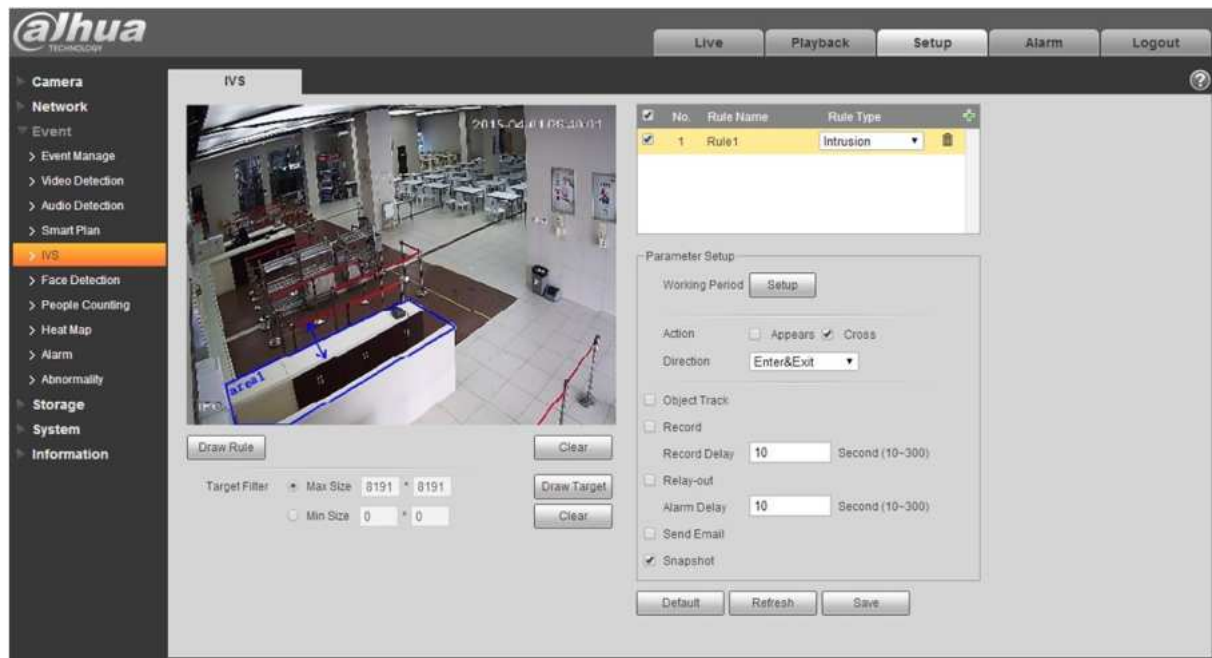 alhua
TECHNOLOGY
Live
Playback
Setup
Alarm
Logout
Camera
Network
Event
Event Manage
Video Detection
Audio Detection
Smart Plan
IVS
Face Detection
People Counting
Heat Map
Alarm
Abnormality
Storage
System
Information
IVS
area1
IPC
Draw Rule
Clear
Target Filter
Max Size 8191 * 8191
Draw Target
Min Size 0 * 0
Clear
No. Rule Name Rule Type
1 Rule1 Intrusion
Parameter Setup
Working Period Setup
Action Appears Cross
Direction Enter&Exit
Object Track
Record
Record Delay 10 Second (10~300)
Relay-out
Alarm Delay 10 Second (10~300)
Send Email
Snapshot
Default Refresh Save